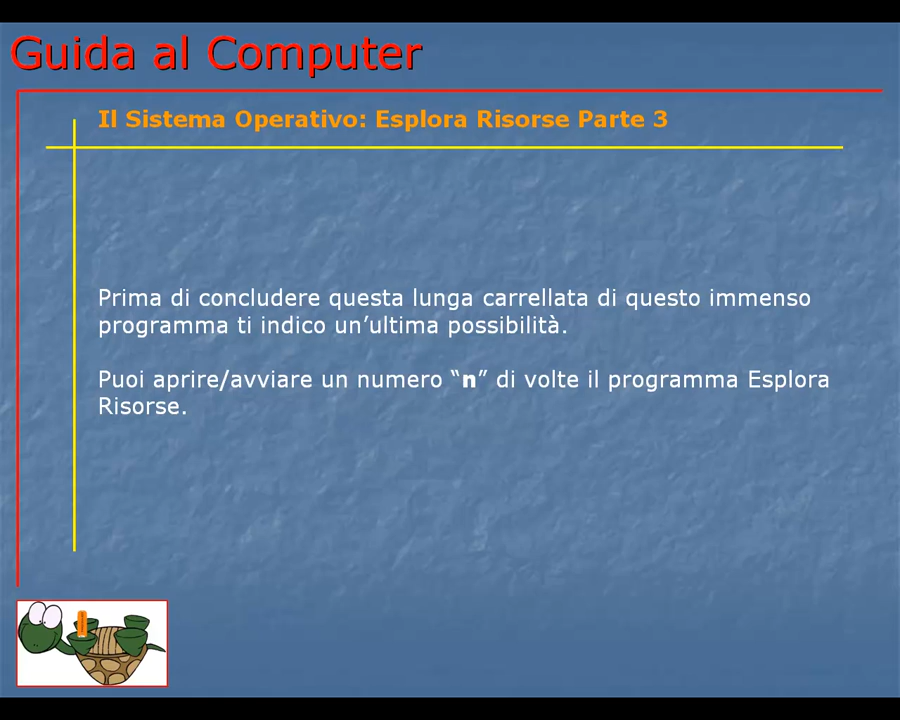 Guida al Computer
Il Sistema Operativo: Esplora Risorse Parte 3
Prima di concludere questa lunga carrellata di questo immenso
programma ti indico un’ultima possibilità.
Puoi aprire/avviare un numero “n” di volte il programma Esplora
Risorse.